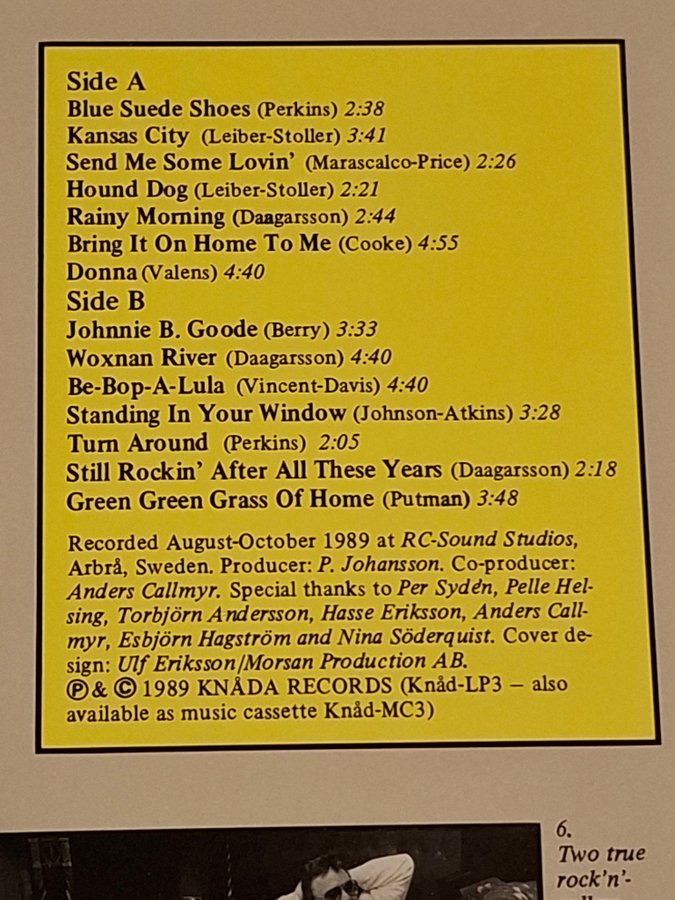 Side A
Blue Suede Shoes (Perkins) 2:38
Kansas City (Leiber-Stoller) 3:41
Send Me Some Lovin' (Marascalco-Price) 2:26
Hound Dog (Leiber-Stoller) 2:21
Rainy Morning (Daagarsson) 2:44
Bring It On Home To Me (Cooke) 4:55
Donna (Valens) 4:40
Side B
Johnnie B. Goode (Berry) 3:33
Woxnan River (Daagarsson) 4:40
Be-Bop-A-Lula (Vincent-Davis) 4:40
Standing In Your Window (Johnson-Atkins) 3:28
Turn Around (Perkins) 2:05
Still Rockin' After All These Years (Daagarsson) 2:18
Green Green Grass Of Home (Putman) 3:48
Recorded August-October 1989 at RC-Sound Studios,
Arbrå, Sweden. Producer: P. Johansson. Co-producer:
Anders Callmyr. Special thanks to Per Sydén, Pelle Hel-
sing, Torbjörn Andersson, Hasse Eriksson, Anders Call-
myr, Esbjörn Hagström and Nina Söderquist. Cover de-
sign: Ulf Eriksson/Morsan Production AB.
℗ & © 1989 KNÅDA RECORDS (Knåd-LP3 – also
available as music cassette Knåd-MC3)
6.
Two true
rock'n'-